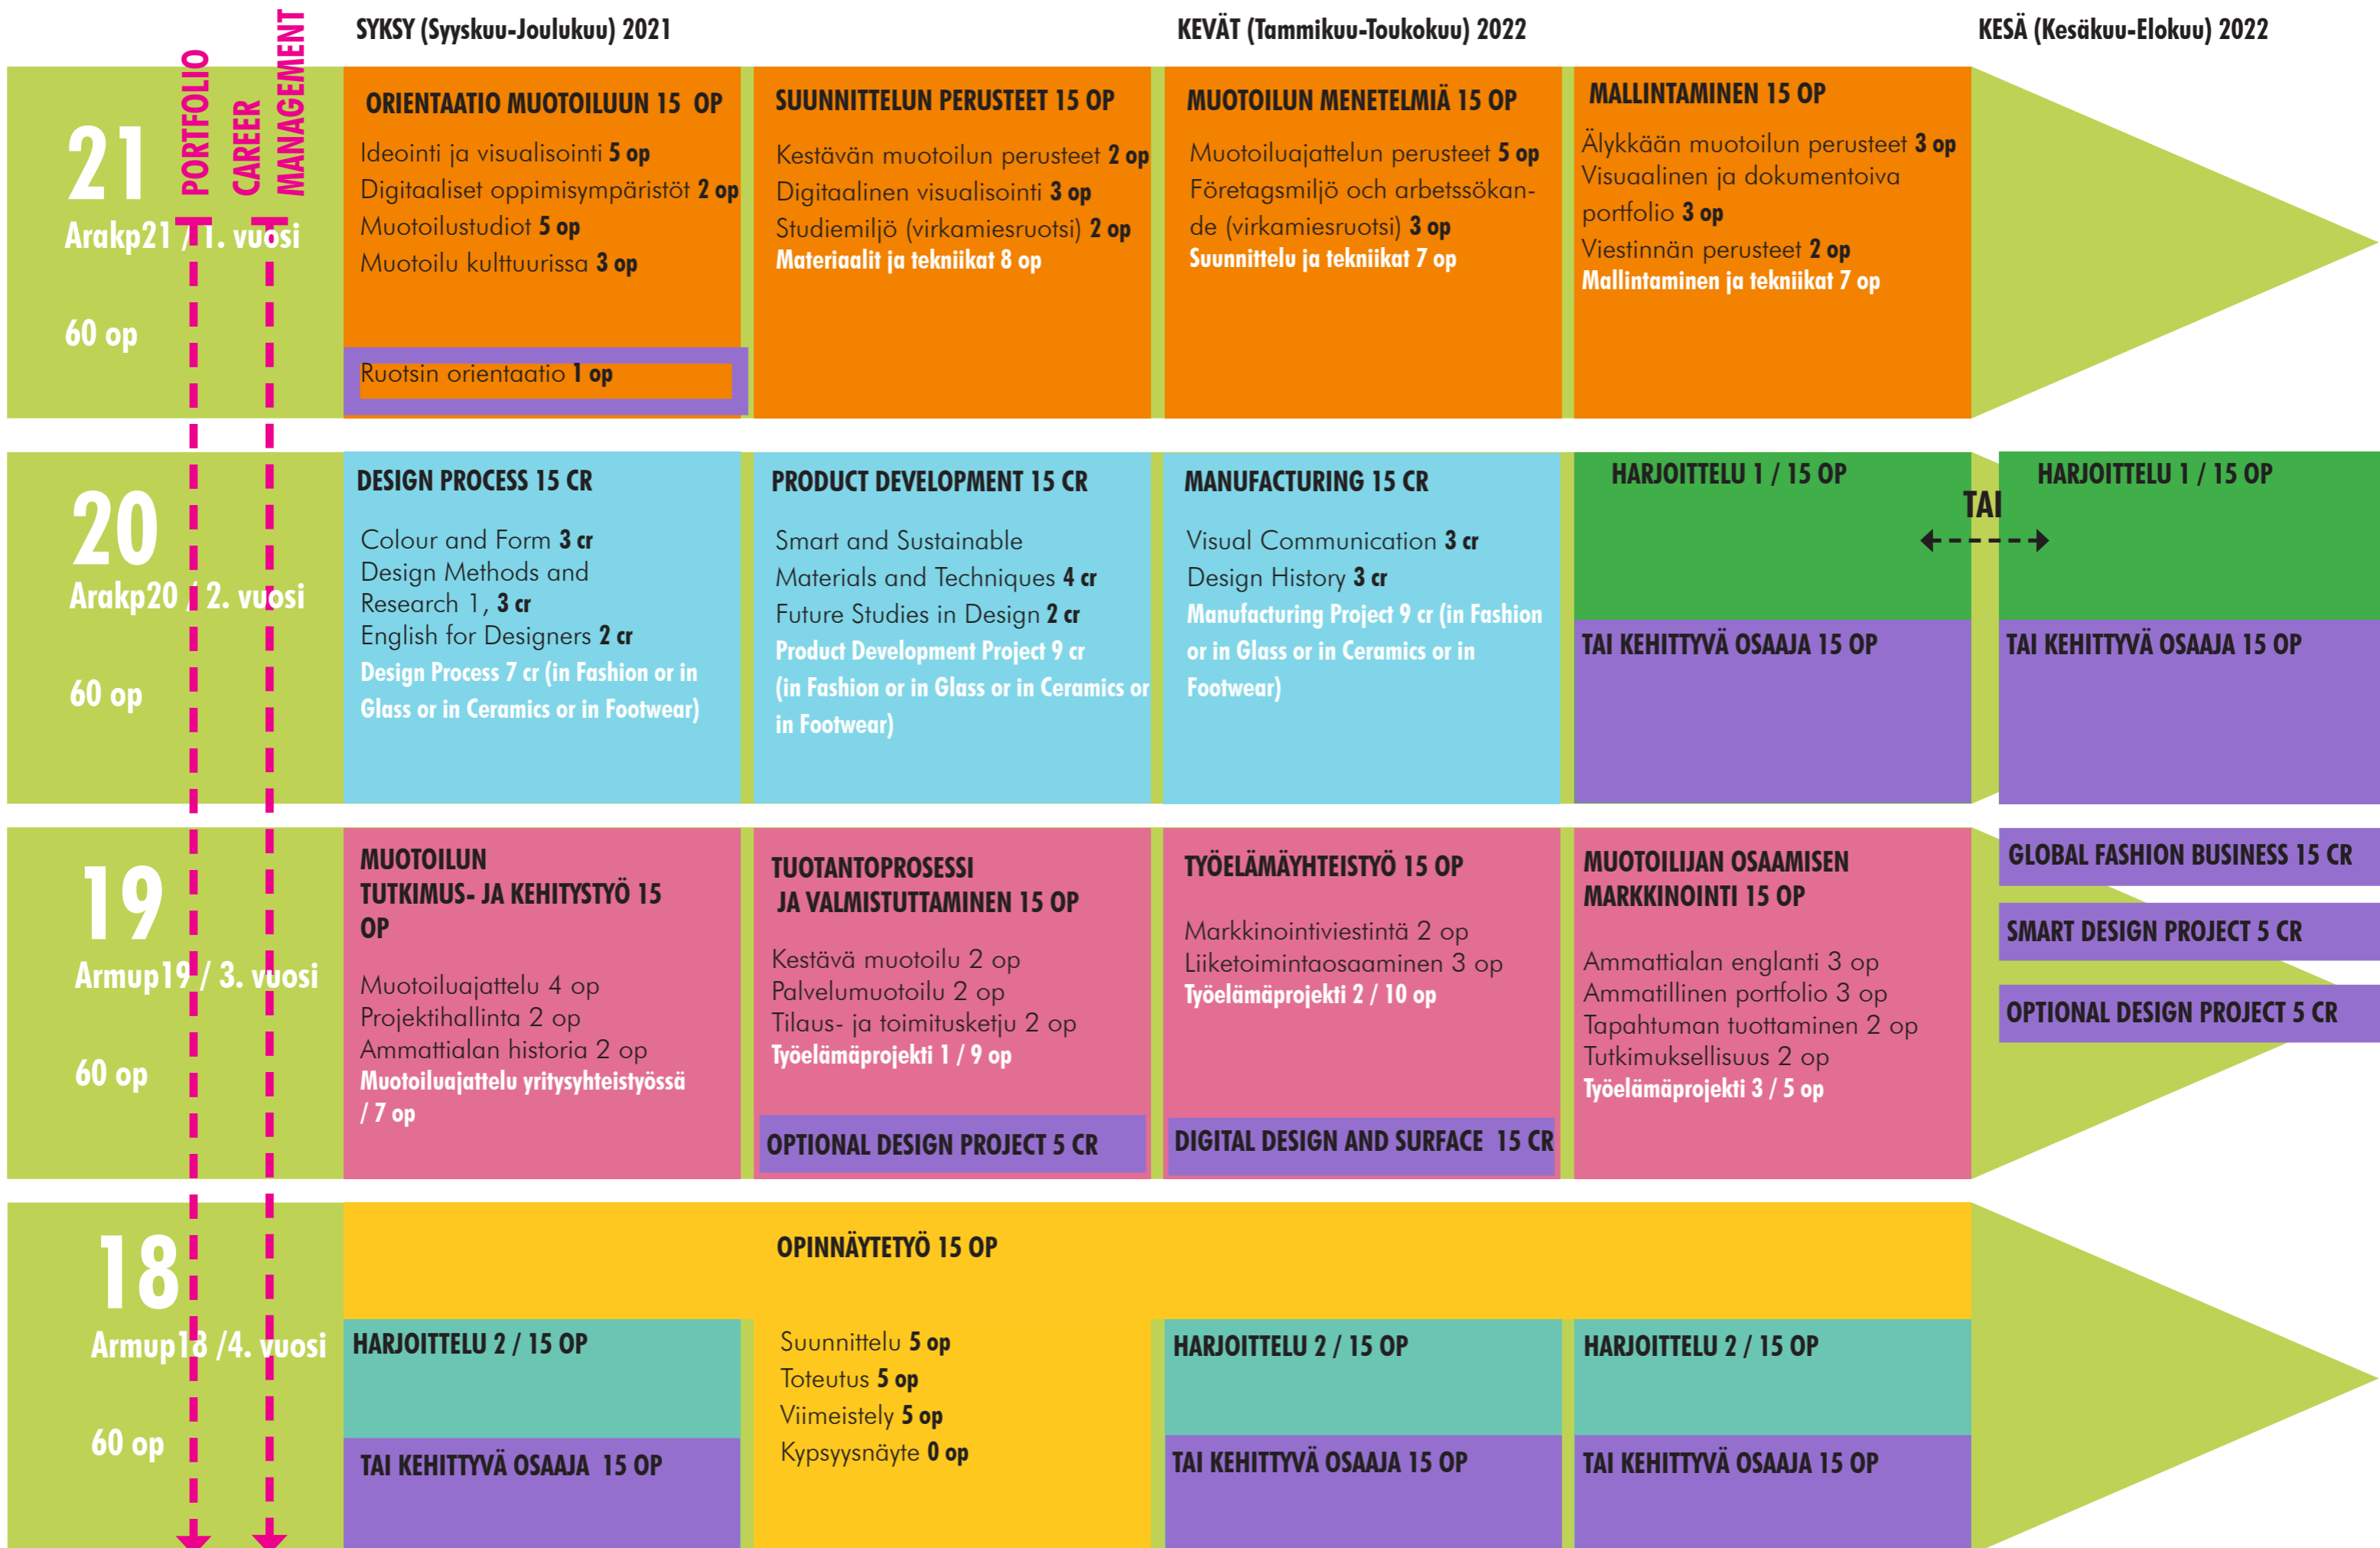 SYKSY (Syyskuu-Joulukuu) 2021
KEVÄT (Tammikuu-Toukokuu) 2022
KESÄ (Kesäkuu-Elokuu) 2022
PORTFOLIO
CAREER
MANAGEMENT
21
Arakp21 / 1. vuosi
60 op
ORIENTAATIO MUOTOILUUN 15 OP
Ideointi ja visualisointi 5 op
Digitaaliset oppimisympäristöt 2 op
Muotoilustudiot 5 op
Muotoilu kulttuurissa 3 op
Ruotsin orientaatio 1 op
SUUNNITTELUN PERUSTEET 15 OP
Kestävän muotoilun perusteet 2 op
Digitaalinen visualisointi 3 op
Studiemiljö (virkamiesruotsi) 2 op
Materiaalit ja tekniikat 8 op
MUOTOILUN MENETELMIÄ 15 OP
Muotoiluajattelun perusteet 5 op
Företagsmiljö och arbetssökan-
de (virkamiesruotsi) 3 op
Suunnittelu ja tekniikat 7 op
MALLINTAMINEN 15 OP
Älykkään muotoilun perusteet 3 op
Visuaalinen ja dokumentoiva
portfolio 3 op
Viestinnän perusteet 2 op
Mallintaminen ja tekniikat 7 op
20
Arakp20 / 2. vuosi
60 op
DESIGN PROCESS 15 CR
Colour and Form 3 cr
Design Methods and
Research 1, 3 cr
English for Designers 2 cr
Design Process 7 cr (in Fashion or in
Glass or in Ceramics or in Footwear)
PRODUCT DEVELOPMENT 15 CR
Smart and Sustainable
Materials and Techniques 4 cr
Future Studies in Design 2 cr
Product Development Project 9 cr
(in Fashion or in Glass or in Ceramics or
in Footwear)
MANUFACTURING 15 CR
Visual Communication 3 cr
Design History 3 cr
Manufacturing Project 9 cr (in Fashion
or in Glass or in Ceramics or in
Footwear)
HARJOITTELU 1 / 15 OP
TAI KEHITTYVÄ OSAAJA 15 OP
TAI
HARJOITTELU 1 / 15 OP
TAI KEHITTYVÄ OSAAJA 15 OP
19
Armup19 / 3. vuosi
60 op
MUOTOILUN
TUTKIMUS- JA KEHITYSTYÖ 15
OP
Muotoiluajattelu 4 op
Projektihallinta 2 op
Ammattialan historia 2 op
Muotoiluajattelu yritysyhteistyössä
/ 7 op
TUOTANTOPROSESSI
JA VALMISTUTTAMINEN 15 OP
Kestävä muotoilu 2 op
Palvelumuotoilu 2 op
Tilaus- ja toimitusketju 2 op
Työelämäprojekti 1 / 9 op
OPTIONAL DESIGN PROJECT 5 CR
TYÖELÄMÄYHTEISTYÖ 15 OP
Markkinointiviestintä 2 op
Liiketoimintaosaaminen 3 op
Työelämäprojekti 2 / 10 op
DIGITAL DESIGN AND SURFACE 15 CR
MUOTOILIJAN OSAAMISEN
MARKKINOINTI 15 OP
Ammattialan englanti 3 op
Ammatillinen portfolio 3 op
Tapahtuman tuottaminen 2 op
Tutkimuksellisuus 2 op
Työelämäprojekti 3 / 5 op
GLOBAL FASHION BUSINESS 15 CR
SMART DESIGN PROJECT 5 CR
OPTIONAL DESIGN PROJECT 5 CR
18
Armup18 /4. vuosi
60 op
OPINNÄYTETYÖ 15 OP
HARJOITTELU 2 / 15 OP
TAI KEHITTYVÄ OSAAJA 15 OP
Suunnittelu 5 op
Toteutus 5 op
Viimeistely 5 op
Kypsyysnäyte 0 op
HARJOITTELU 2 / 15 OP
TAI KEHITTYVÄ OSAAJA 15 OP
HARJOITTELU 2 / 15 OP
TAI KEHITTYVÄ OSAAJA 15 OP